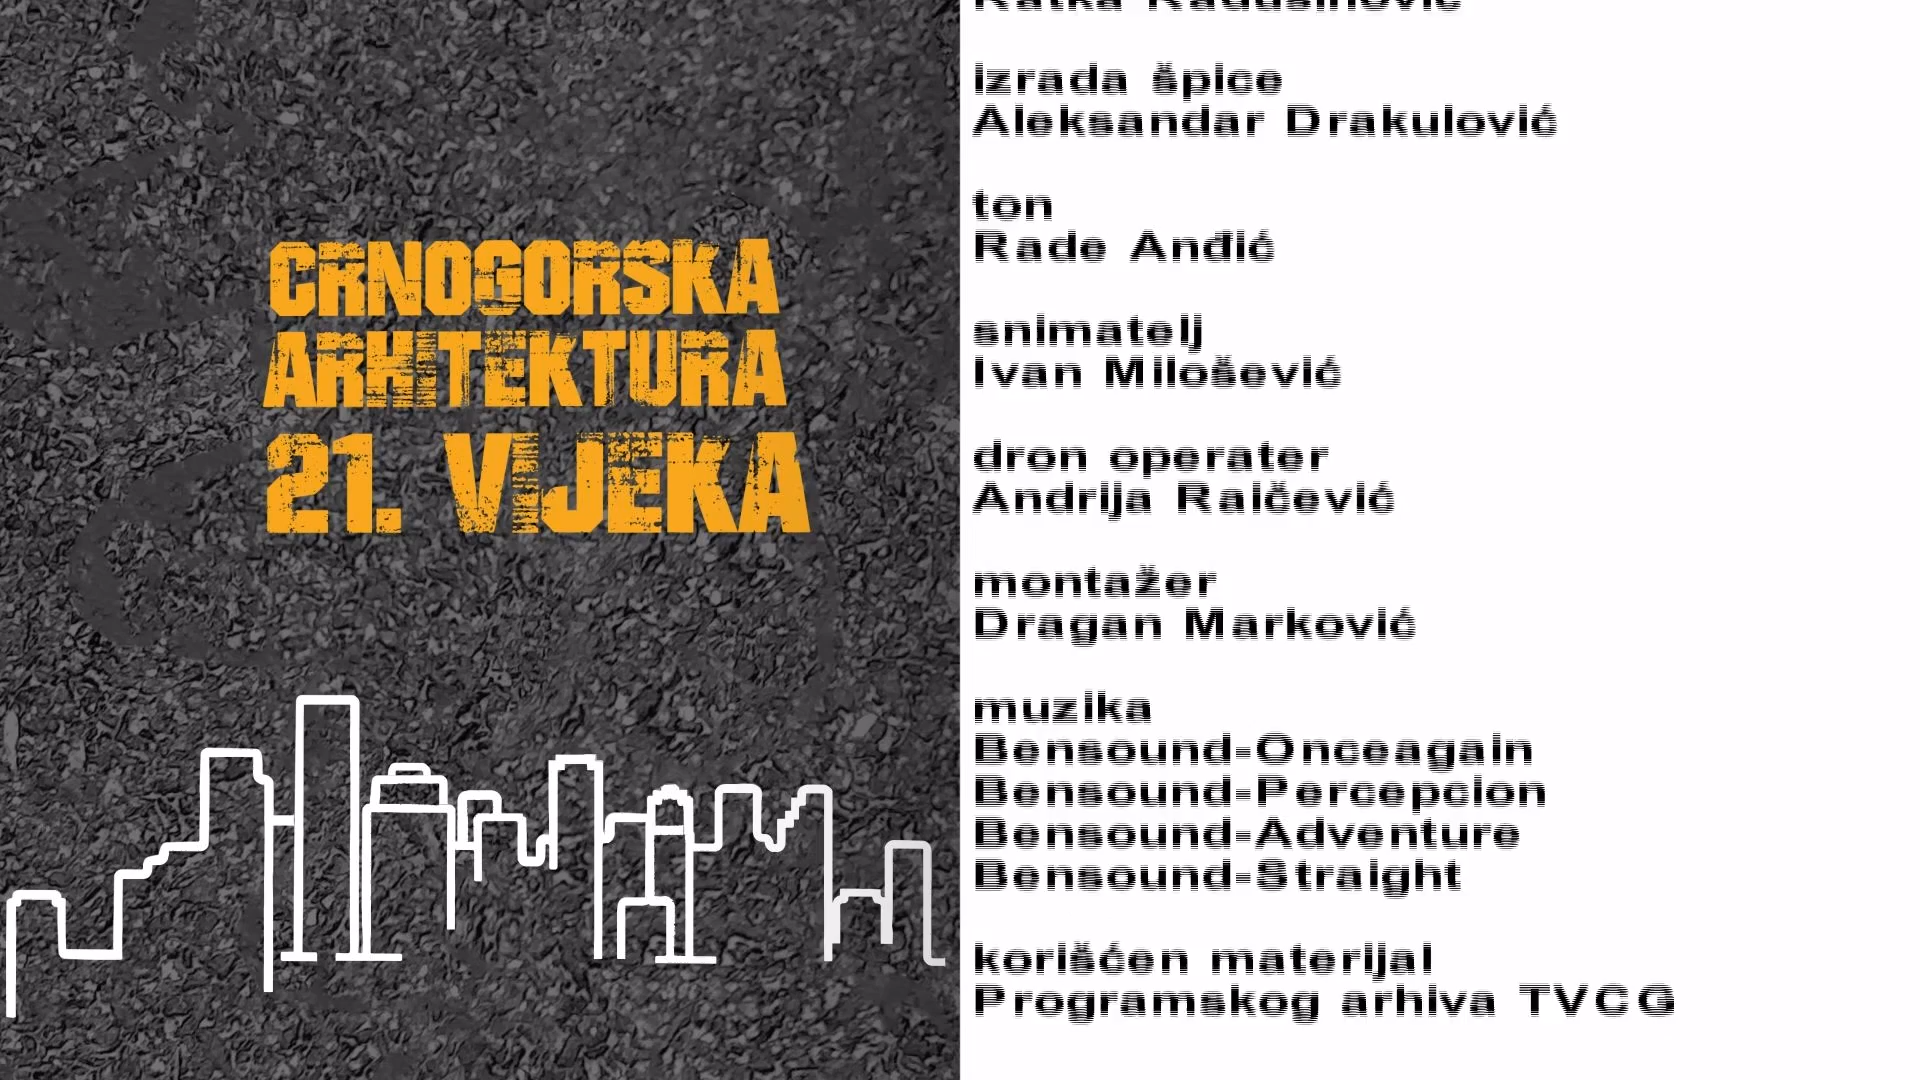 CRNOGORSKA
ARHITEKTURA
21. VIJEKA
izrada špice
Aleksandar Drakulović
ton
Rade Anđić
snimatelj
Ivan Milošević
dron operater
Andrija Raičević
montažer
Dragan Marković
muzika
Bensound-Onceagain
Bensound-Percepcion
Bensound-Adventure
Bensound-Straight
korišćen materijal
Programskog arhiva TVCG